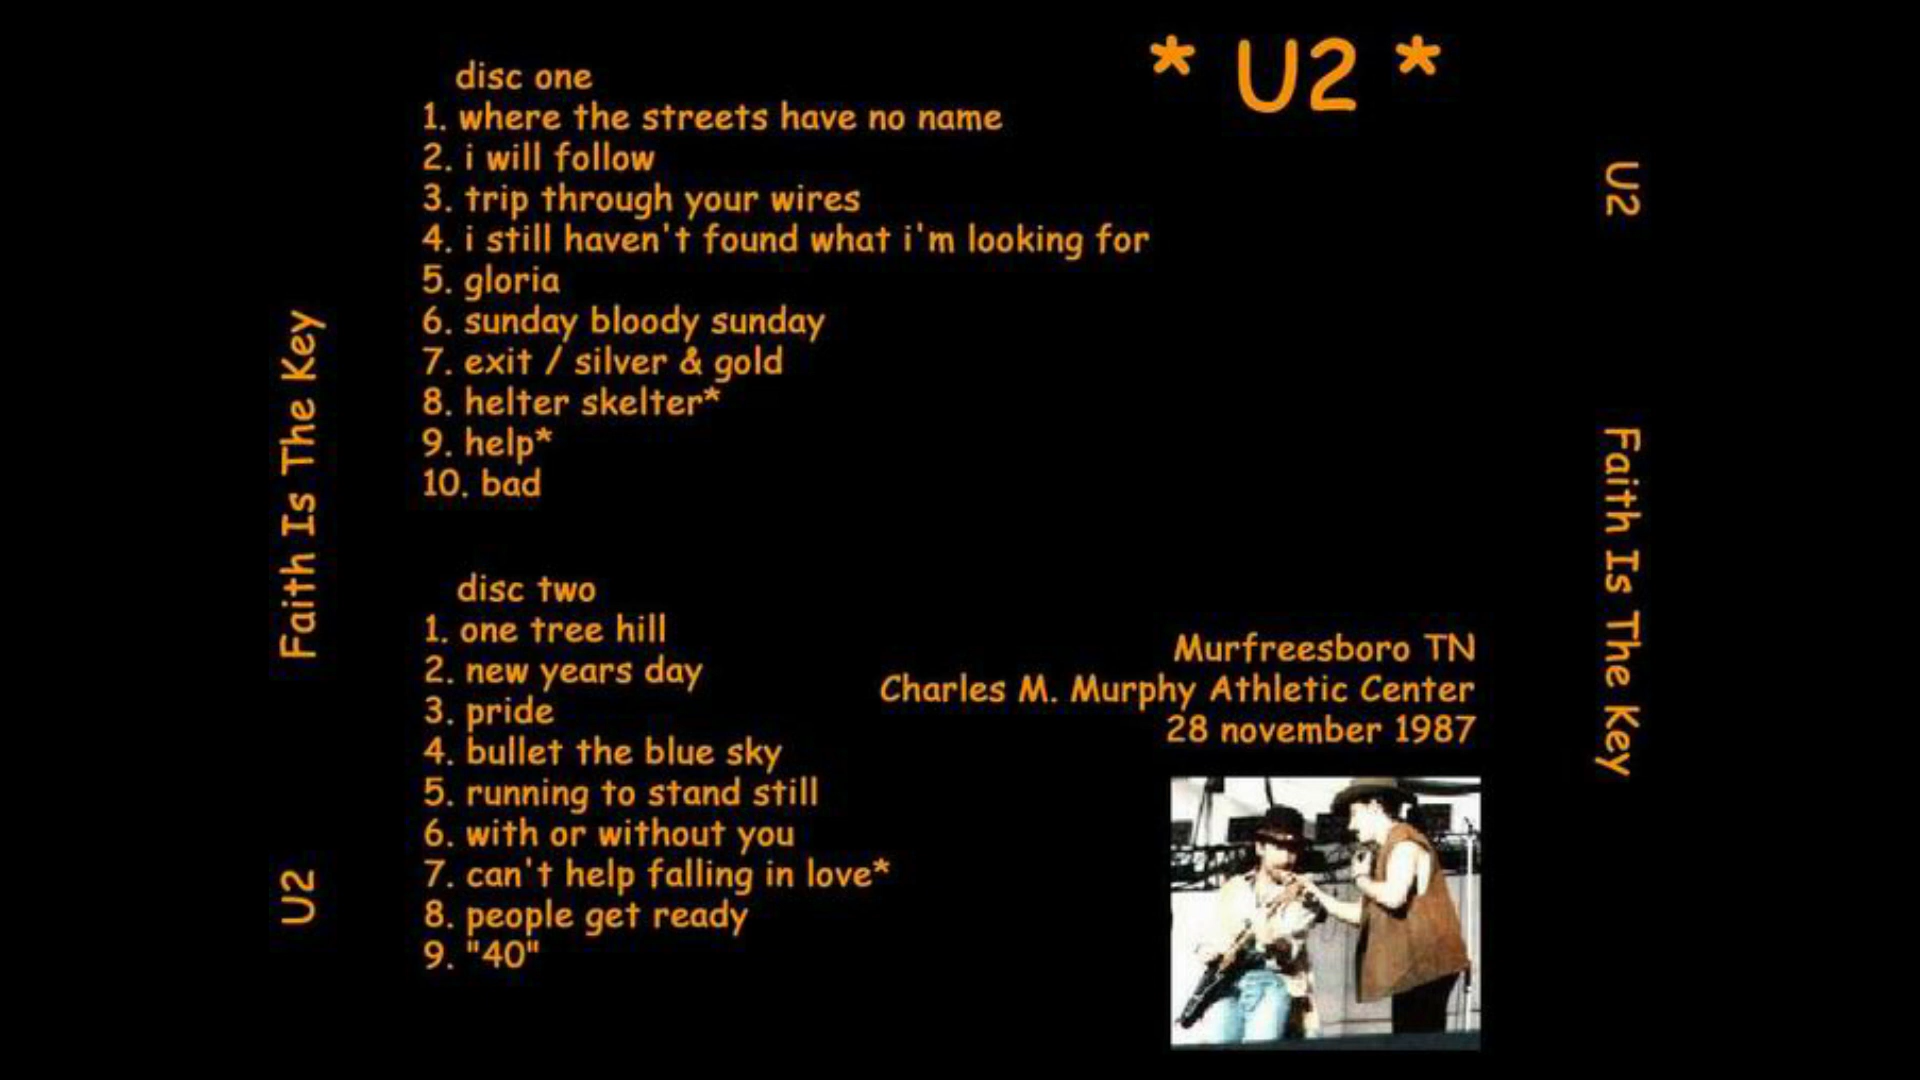 Faith Is The Key
U2
disc one
1. where the streets have no name
2. i will follow
3. trip through your wires
4. i still haven't found what i'm looking for
5. gloria
6. sunday bloody sunday
7. exit / silver & gold
8. helter skelter*
9. help*
10. bad
disc two
1. one tree hill
2. new years day
3. pride
4. bullet the blue sky
5. running to stand still
6. with or without you
7. can't help falling in love*
8. people get ready
9. "40"
* U2 *
Murfreesboro TN
Charles M. Murphy Athletic Center
28 november 1987
U2
Faith Is The Key